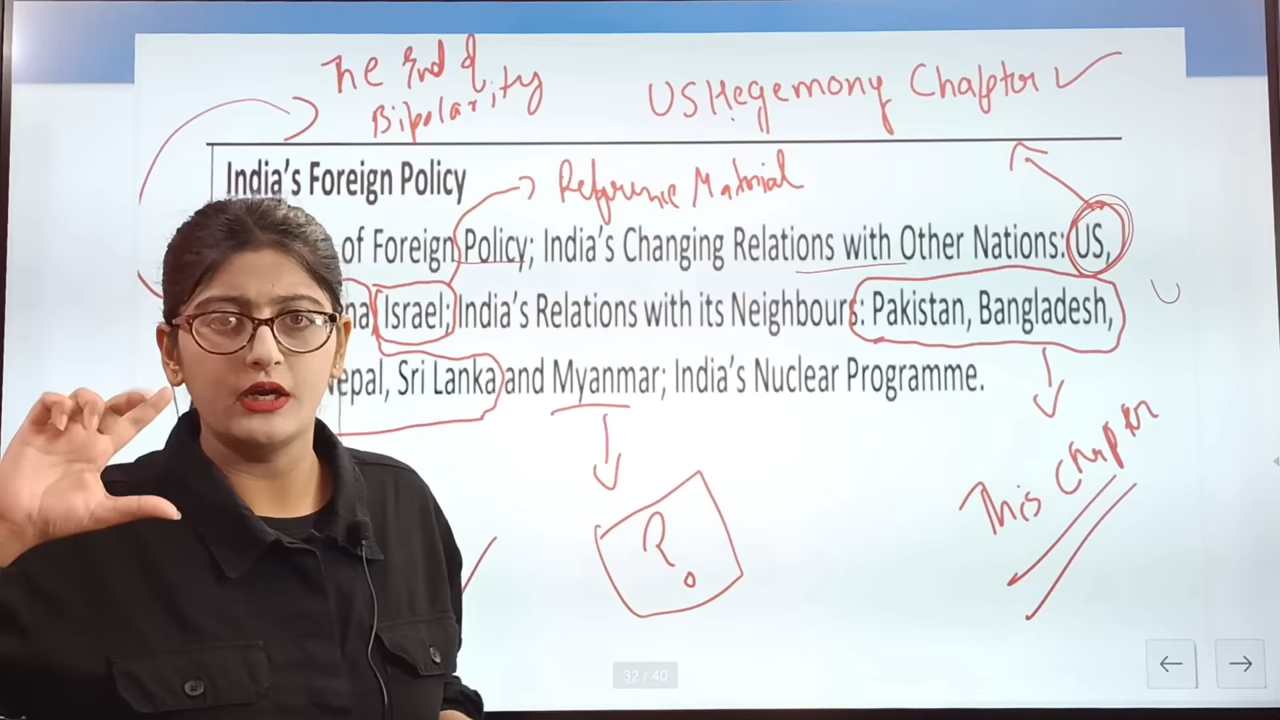 The End of
Bipolarity
US Hegemony Chapter
India's Foreign Policy
Reference Material
of Foreign Policy; India's Changing Relations with Other Nations: US,
Israel; India's Relations with its Neighbours: Pakistan, Bangladesh,
Nepal, Sri Lanka and Myanmar; India's Nuclear Programme.
This Chapter
?
32 / 40